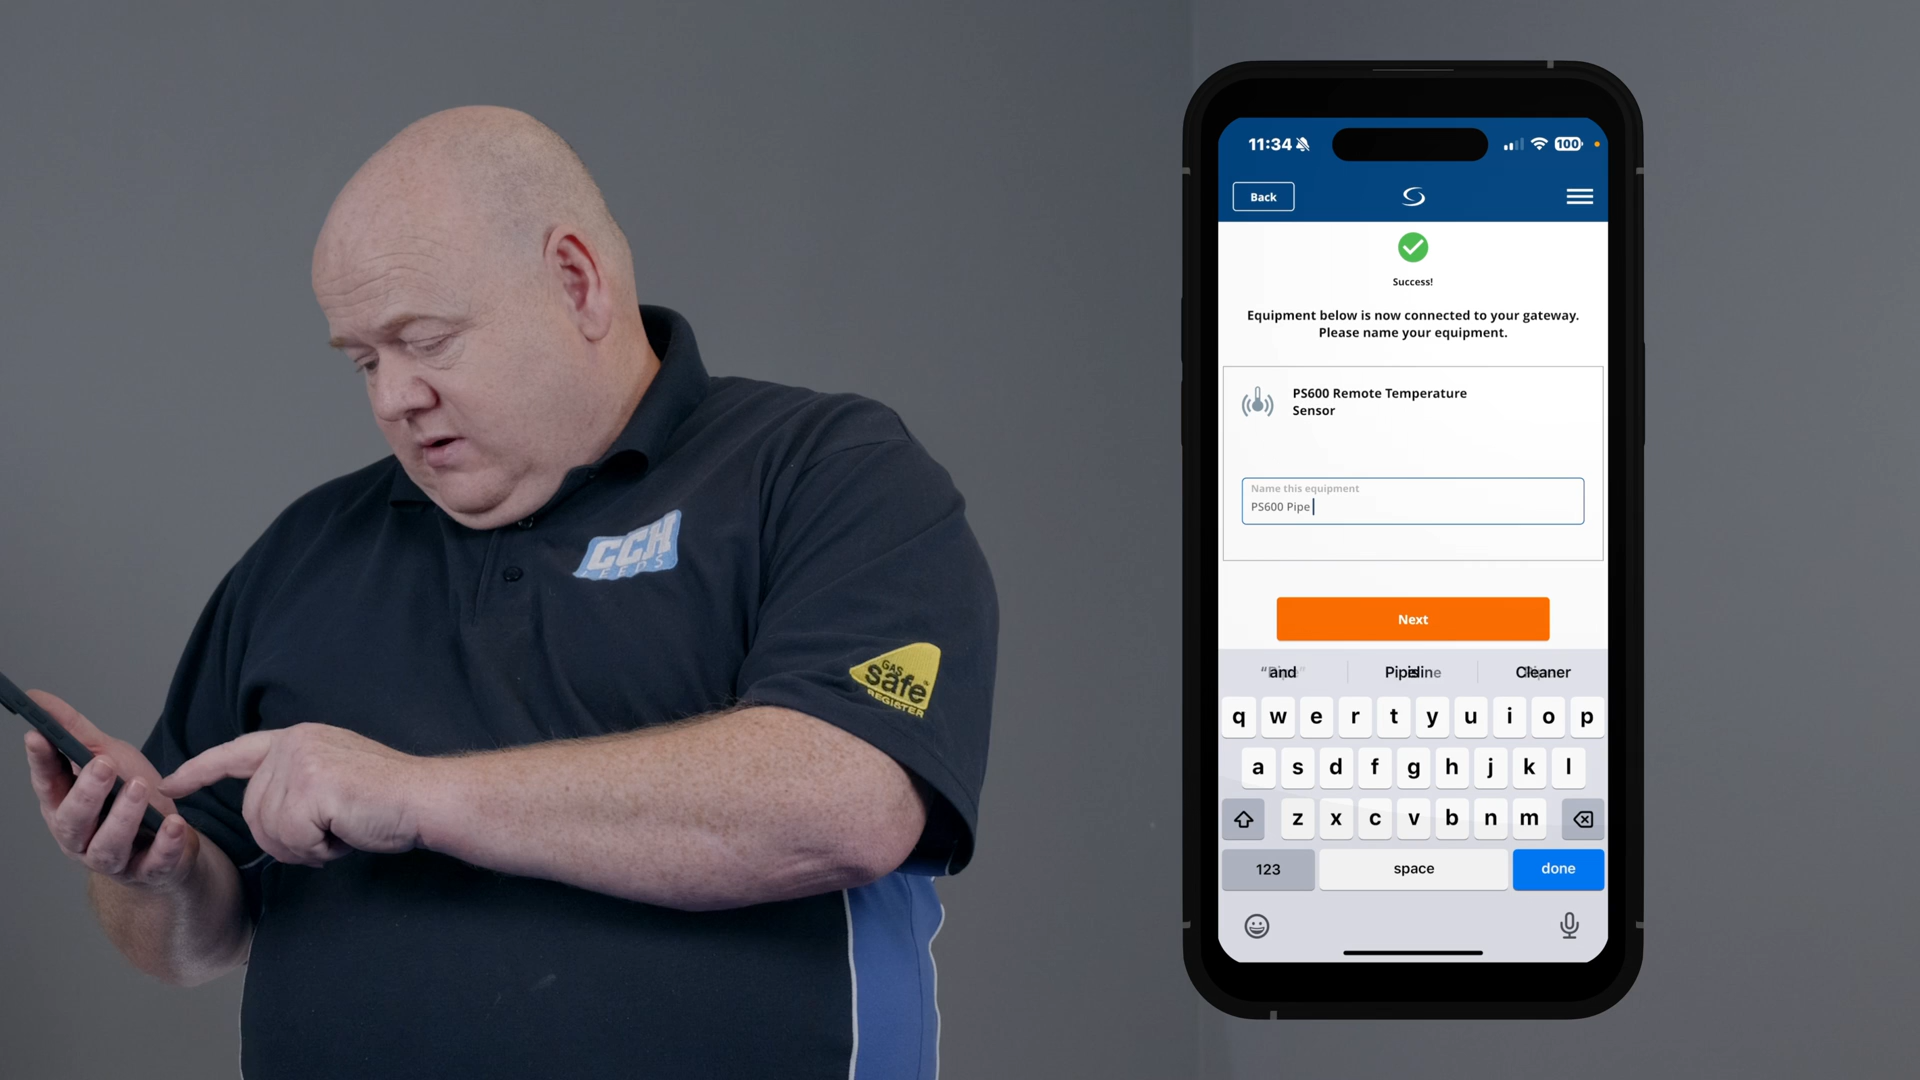 CCH
LEEDS
GAS
safe
REGISTER
11:34
100
Back
Success!
Equipment below is now connected to your gateway.
Please name your equipment.
PS600 Remote Temperature
Sensor
Name this equipment
PS600 Pipe
Next
and
Cleaner
q w e r t y u i o p
a s d f g h j k l
z x c v b n m
123 space done